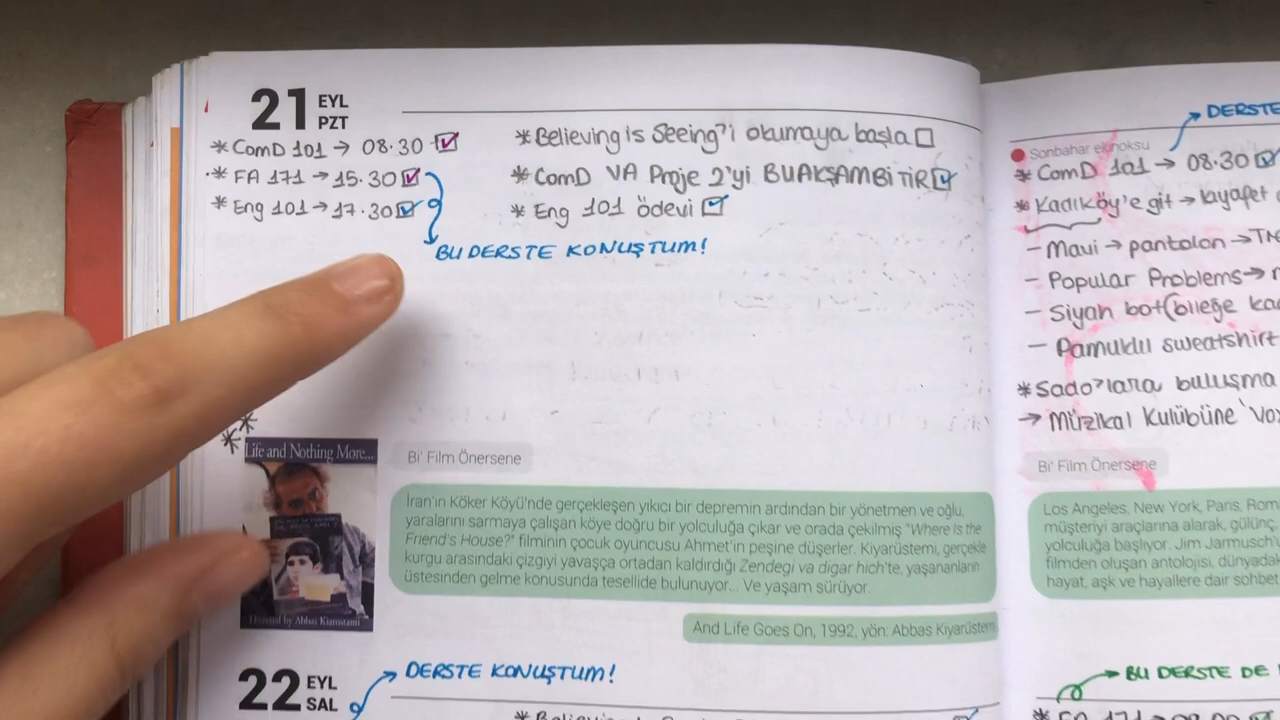 21 EYL
PZT
*ComD 101 → 08.30
* FA 171 → 15.30
* Eng 101 → 17.30
*Believing is Seeing'i okumaya başla
* ComD VA Proje 2'yi BU AKŞAM BİTİR
* Eng 101 ödevi
BU DERSTE KONUŞTUM!
Life and Nothing More...
Directed by Abbas Kiarostami
Bi' Film Önersene
İran'ın Köker Köyü'nde gerçekleşen yıkıcı bir depremin ardından bir yönetmen ve oğlu,
yaralarını sarmaya çalışan köye doğru bir yolculuğa çıkar ve orada çekilmiş "Where Is the
Friend's House?" filminin çocuk oyuncusu Ahmet'in peşine düşerler. Kiyarüstemi, gerçekle
kurgu arasındaki çizgiyi yavaşça ortadan kaldırdığı Zendegi va digar hich'te, yaşananların
üstesinden gelme konusunda tesellide bulunuyor... Ve yaşam sürüyor.
And Life Goes On, 1992, yön: Abbas Kiyarüstem
22 EYL
SAL
DERSTE KONUŞTUM!
DERSTE
Sonbahar ekinoksu
* ComD 101 → 08.30
* Kadıköy'e git → kıyafet
– Mavi → pantolon →
– Popular Problems →
– Siyah bot (bileğe
– Pamuklu sweatshirt
*Sado'lara buluşma
→ Müzikal Kulübüne
Bi' Film Önersene
Los Angeles, New York, Paris, Rom
müşteriyi araçlarına alarak, gülünç
yolculuğa başlıyor. Jim Jarmusch'u
filmden oluşan antolojisi, dünyadak
hayat, aşk ve hayallere dair sohbet
BU DERSTE DE